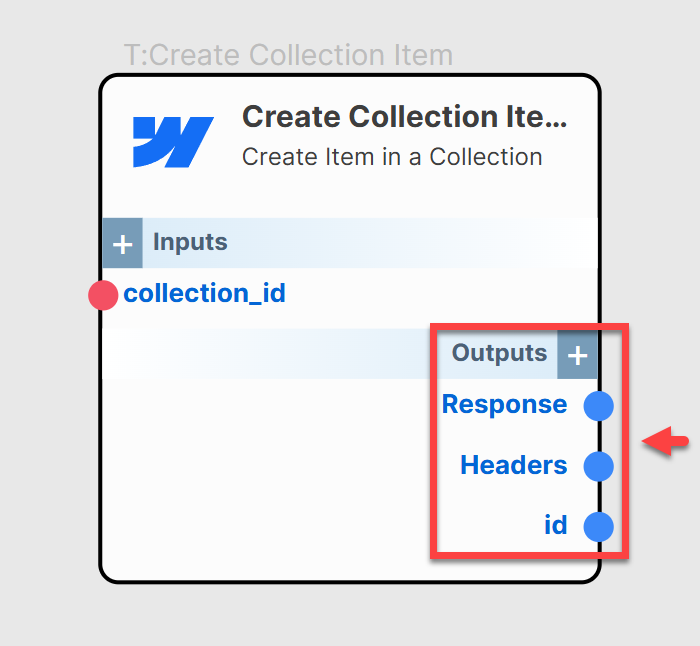 T:Create Collection Item
Create Collection Ite...
Create Item in a Collection
+ Inputs
collection_id
Outputs +
Response
Headers
id